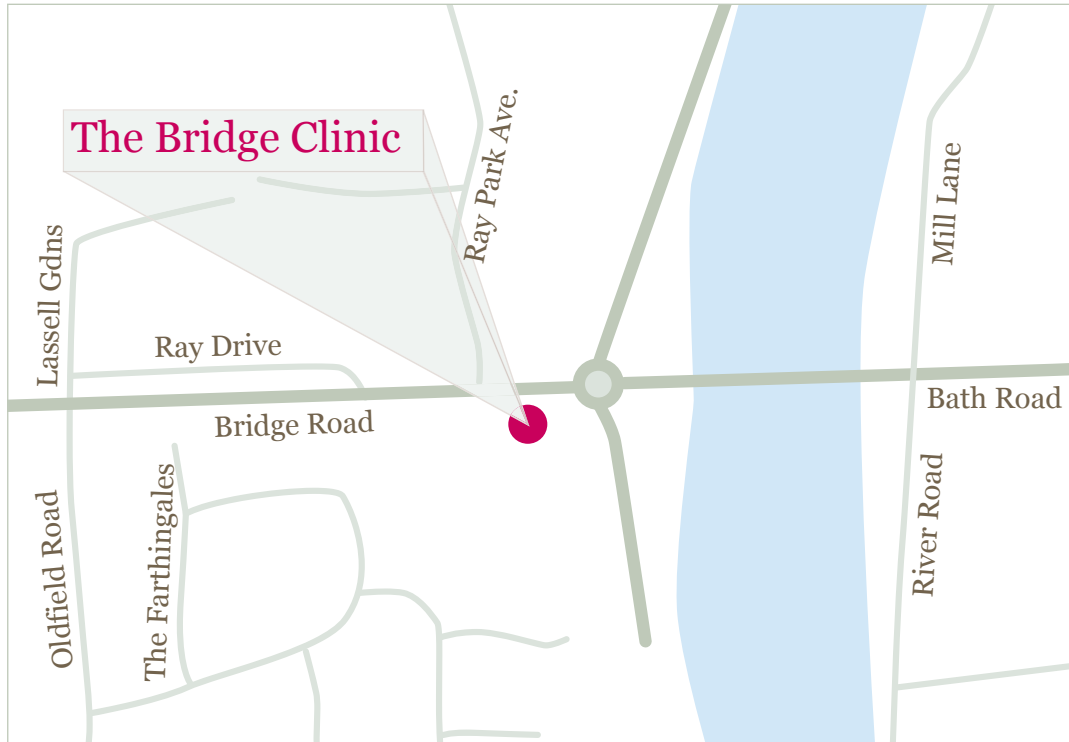 The Bridge Clinic
Ray Park Ave.
Mill Lane
Lassell Gdns
Ray Drive
Bridge Road
Bath Road
Oldfield Road
The Farthingales
River Road